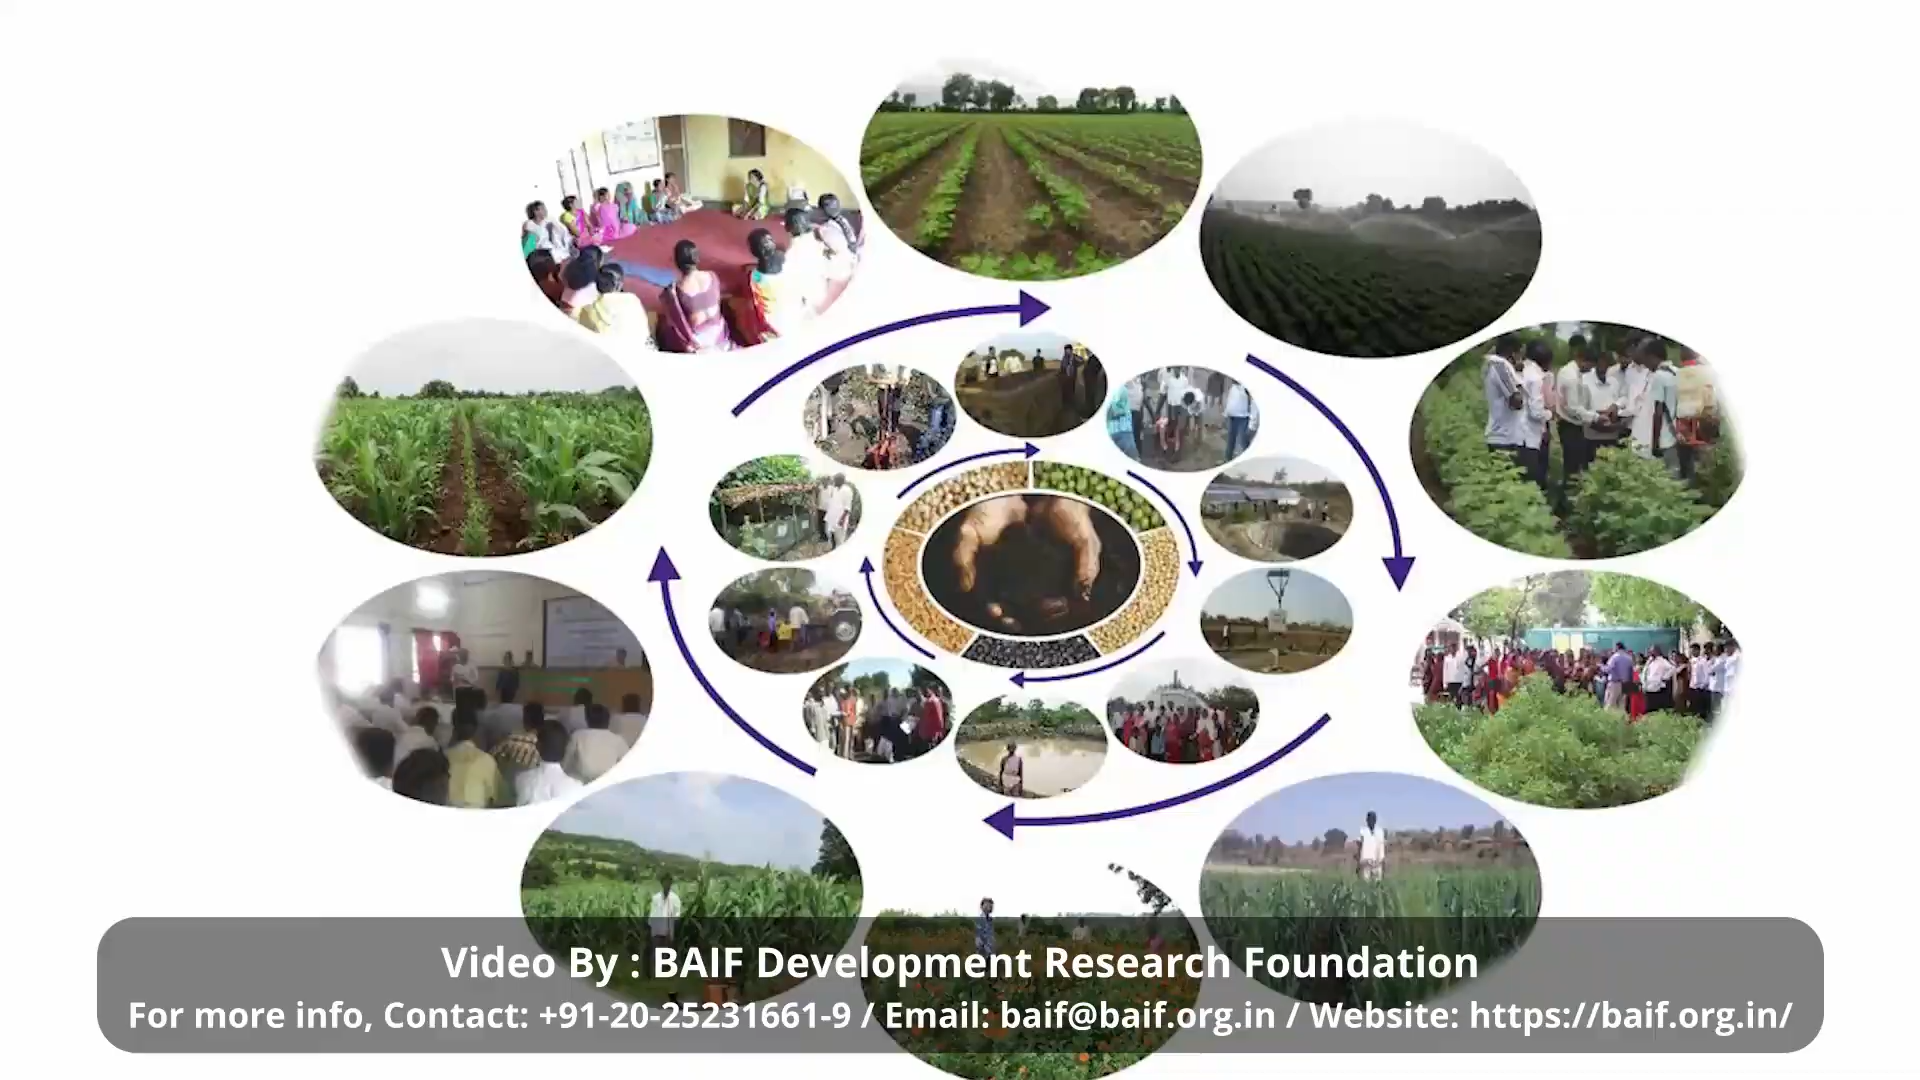 Video By : BAIF Development Research Foundation
For more info, Contact: +91-20-25231661-9 / Email: baif@baif.org.in / Website: https://baif.org.in/